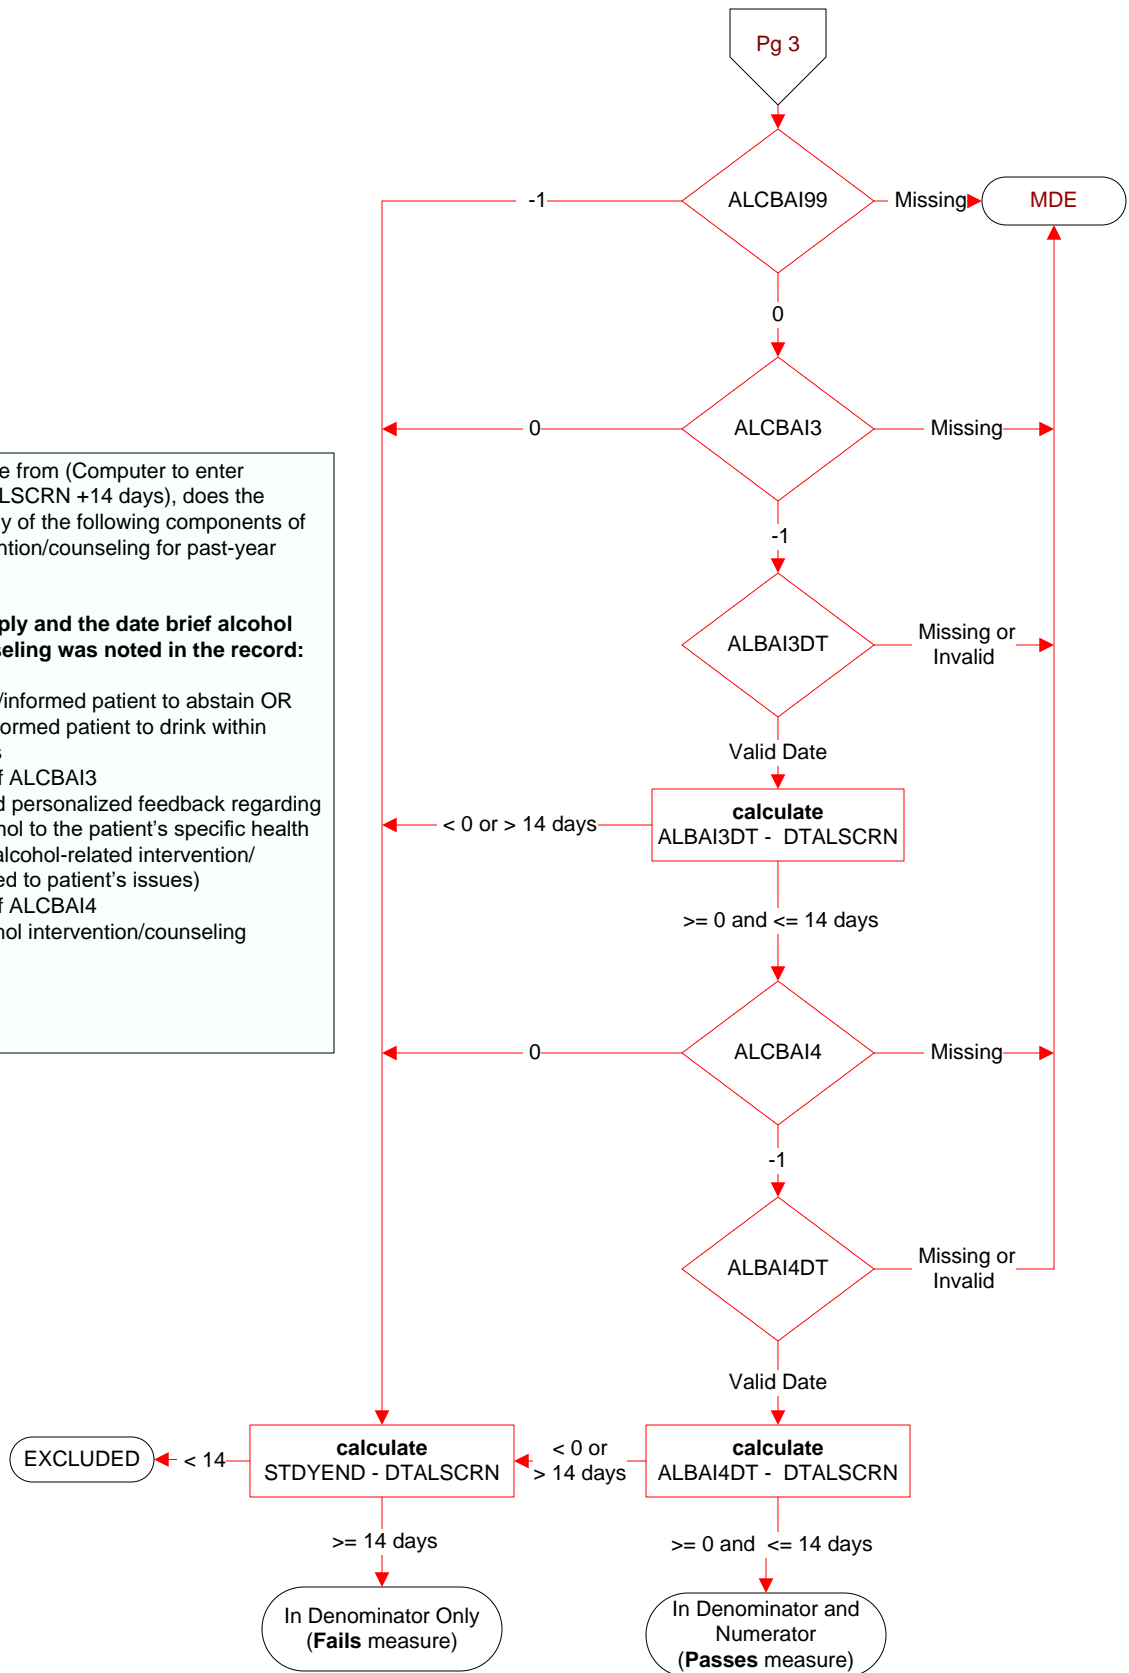 Pg 3
ALCBAI99
-1
Missing
MDE
0
ALCBAI3
0
Missing
-1
ALBAI3DT
Missing or
Invalid
Valid Date
calculate
ALBAI3DT - DTALSCRN
< 0 or > 14 days
>= 0 and <= 14 days
ALCBAI4
0
Missing
-1
ALBAI4DT
Missing or
Invalid
Valid Date
calculate
ALBAI4DT - DTALSCRN
< 0 or
> 14 days
calculate
STDYEND - DTALSCRN
< 14
EXCLUDED
>= 14 days
>= 0 and <= 14 days
In Denominator Only
(Fails measure)
In Denominator and
Numerator
(Passes measure)
e from (Computer to enter
LSCRN +14 days), does the
y of the following components of
ntion/counseling for past-year
ply and the date brief alcohol
seling was noted in the record:
/informed patient to abstain OR
formed patient to drink within
s
f ALCBAI3
d personalized feedback regarding
hol to the patient's specific health
alcohol-related intervention/
ed to patient's issues)
f ALCBAI4
hol intervention/counseling